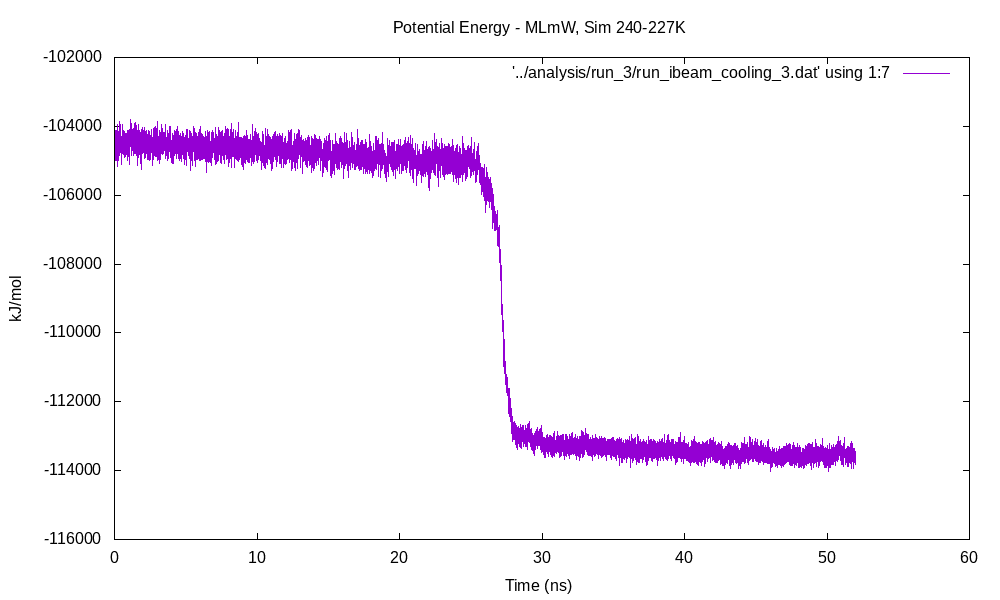 Potential Energy - MLmW, Sim 240-227K
'../analysis/run_3/run_ibeam_cooling_3.dat' using 1:7
-102000
-104000
-106000
-108000
-110000
-112000
-114000
-116000
kJ/mol
0 10 20 30 40 50 60
Time (ns)